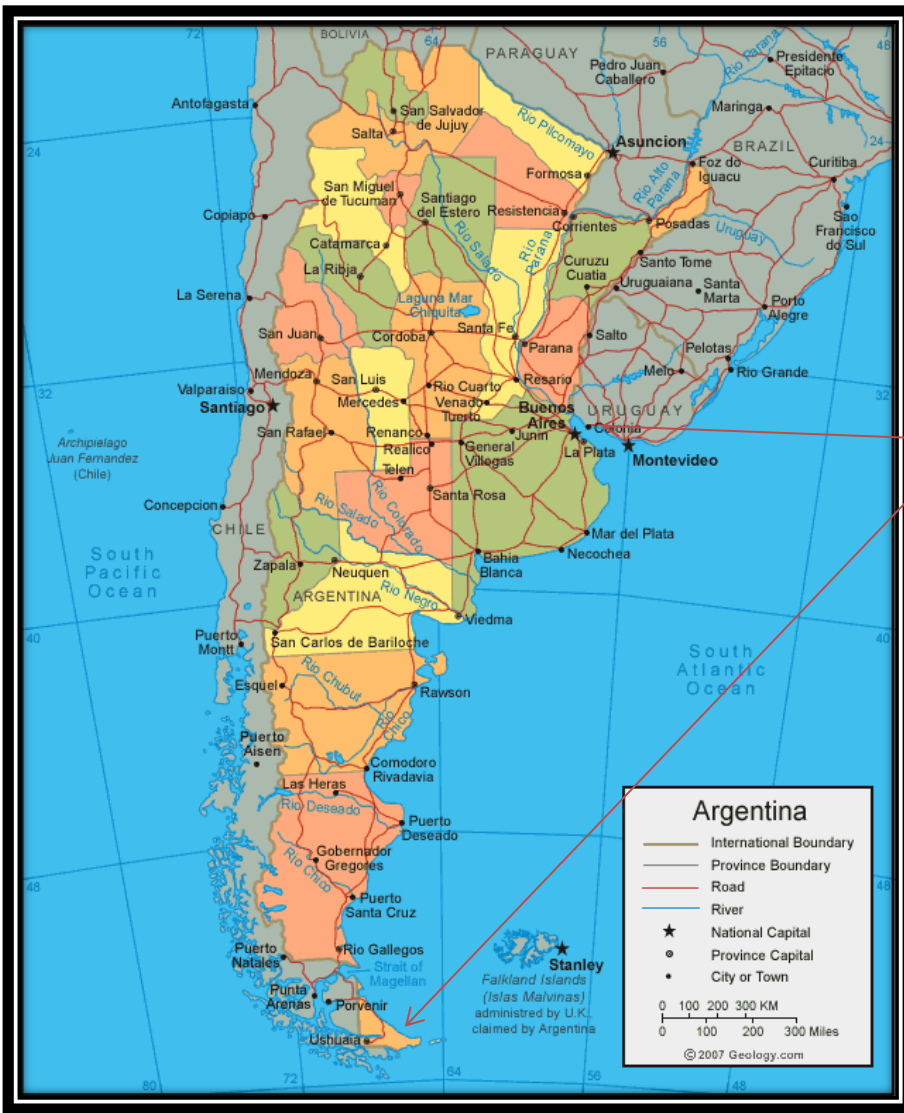 72
BOLIVIA
64
PARAGUAY
56
48
Pedro Juan
Caballero
Rio Parana
Presidente
Epitacio
Antofagasta
San Salvador
de Jujuy
Maringa
Salta
Rio Pilcomayo
Asuncion
BRAZIL
24
24
Foz do
Iguacu
Curitiba
Formosa
Rio Alto
Parana
San Miguel
de Tucuman
Santiago
del Estero
Resistencia
Copiapo
Corrientes
Posadas
Uruguay
Sao
Francisco
do Sul
Catamarca
Rio Salado
Rio
Parana
Curuzu
Cuatia
Santo Tome
La Ribja
Uruguaiana
Santa
Marta
La Serena
Laguna Mar
Chiquita
Porto
Alegre
San Juan
Cordoba
Santa Fe
Parana
Salto
Pelotas
Mendoza
San Luis
Rio Cuarto
Resario
Melo
Rio Grande
32
32
Valparaiso
Mercedes
Venado
Tuerto
Santiago
Buenos
Aires
URUGUAY
Colonia
San Rafael
Renanco
Junin
Archipielago
Juan Fernandez
(Chile)
Realico
General
Villegas
La Plata
Montevideo
Telen
Santa Rosa
Concepcion
Rio Salado
Rio Colorado
CHILE
Mar del Plata
South
Pacific
Ocean
Zapala
Neuquen
Bahia
Blanca
Necochea
ARGENTINA
Rio Negro
Viedma
40
40
Puerto
Montt
San Carlos de Bariloche
South
Atlantic
Ocean
Esquel
Rio Chubut
Rawson
Rio
Chico
Puerto
Aisen
Comodoro
Rivadavia
Las Heras
Rio Deseado
Puerto
Deseado
Gobernador
Gregores
Rio Chico
48
48
Puerto
Santa Cruz
Puerto
Natales
Rio Gallegos
Strait of
Magellan
Stanley
Falkland Islands
(Islas Malvinas)
administred by U.K.,
claimed by Argentina
Punta
Arenas
Porvenir
Ushuaia
80
72
64
56
48
Argentina
International Boundary
Province Boundary
Road
River
National Capital
Province Capital
City or Town
0 100 300 KM
0 100 200 300 Miles
© 2007 Geology.com